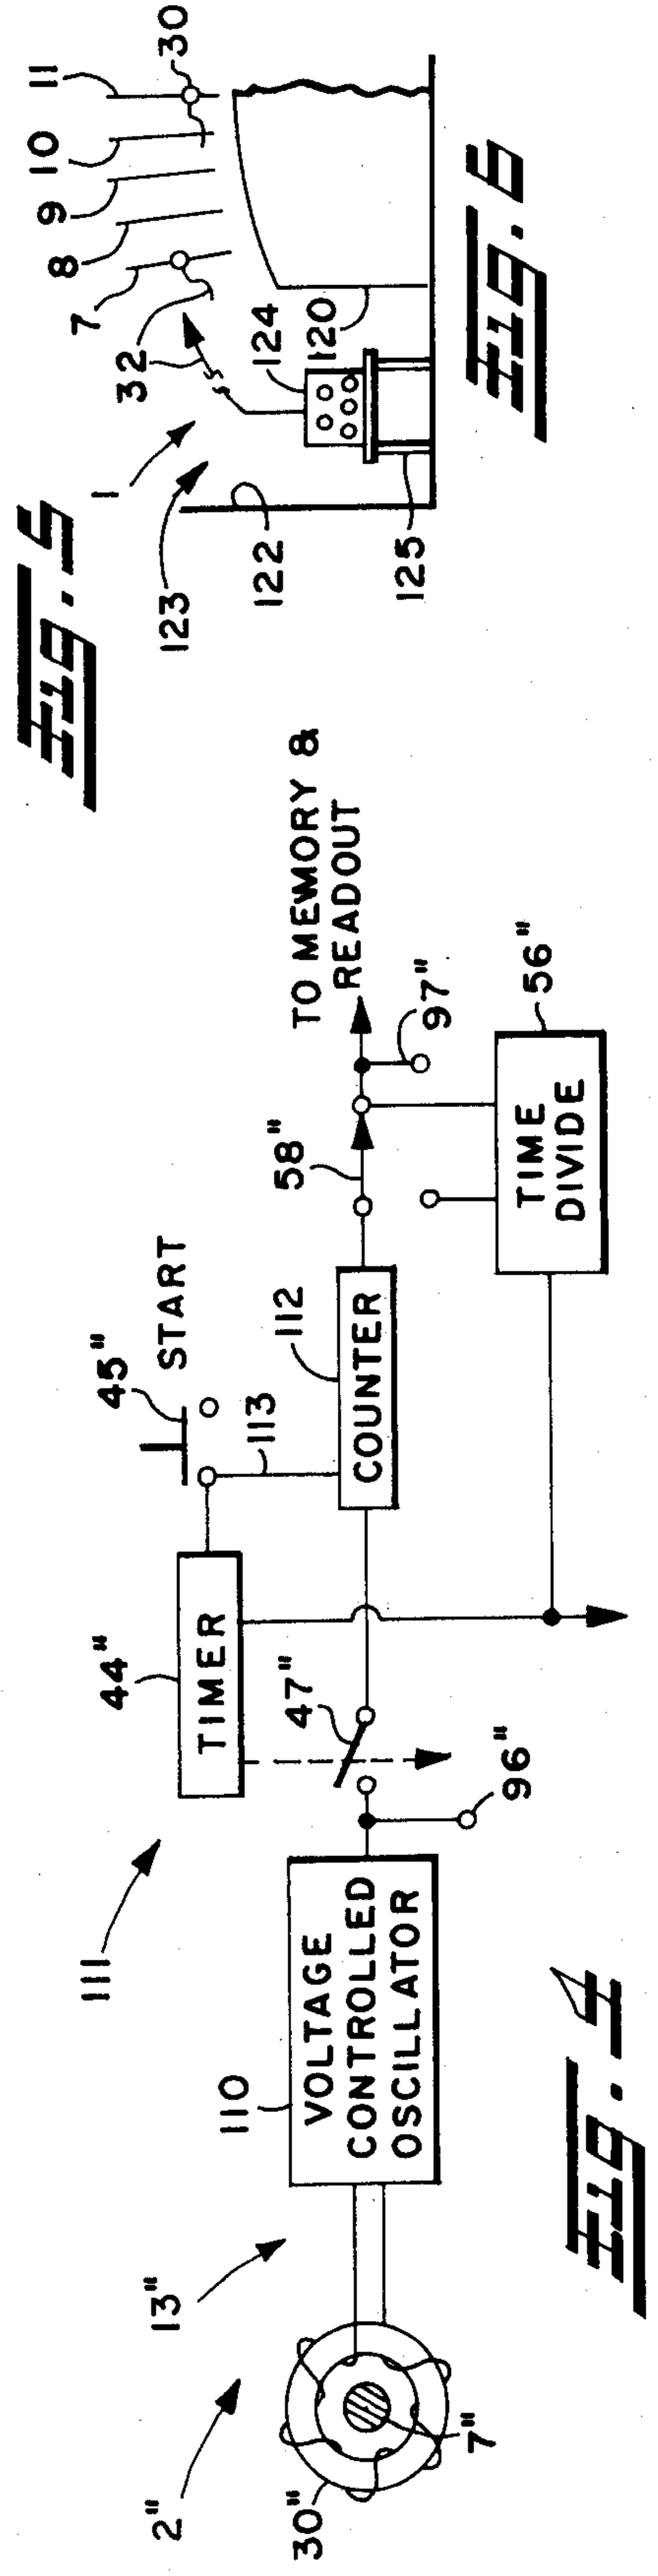 2"
13"
30"
7"
110
VOLTAGE
CONTROLLED
OSCILLATOR
111
96"
44"
TIMER
47"
45"
START
113
112
COUNTER
58"
TO MEMORY &
READOUT
97"
56"
TIME
DIVIDE
Fig. 4
Fig. 5
1
32
7
8
9
10
11
30
123
122
124
120
125
Fig. 6